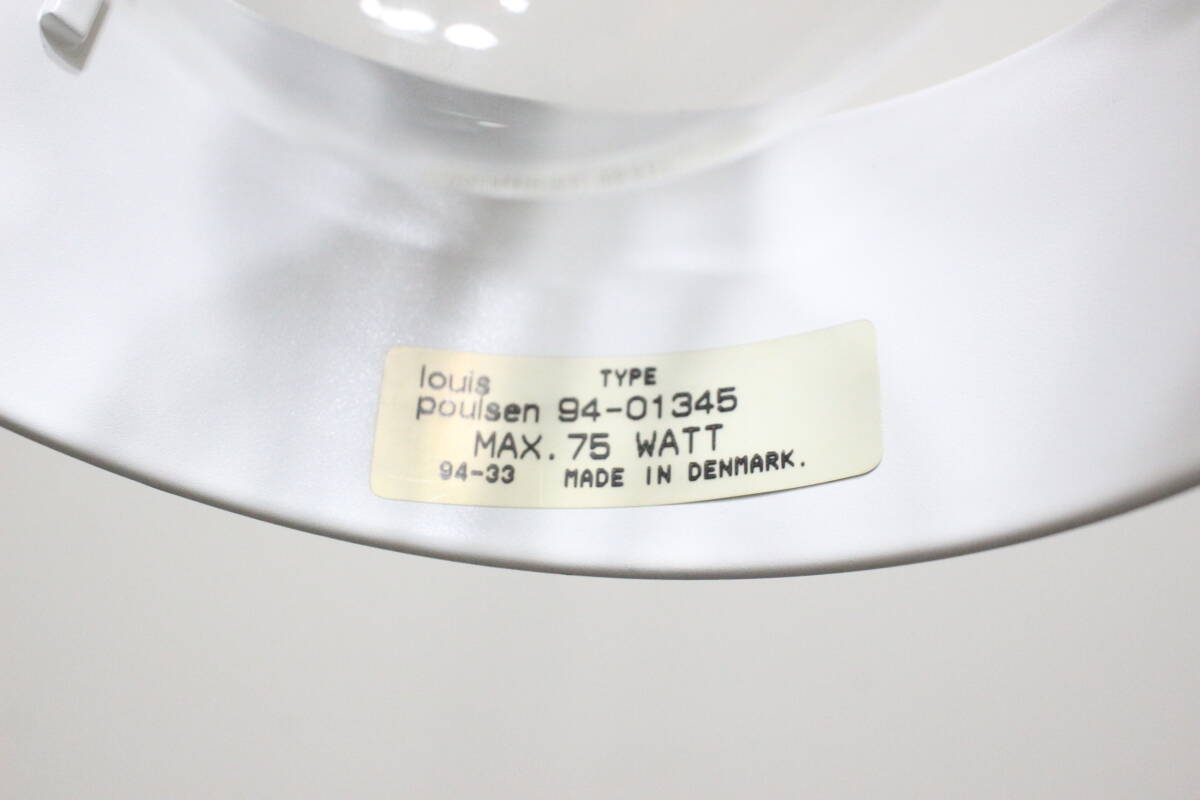 louis TYPE
poulsen 94-01345
MAX. 75 WATT
94-33 MADE IN DENMARK.